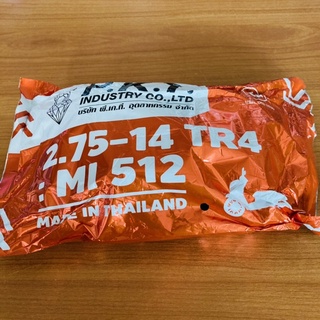 P.K.T.
INDUSTRY CO.,LTD
บริษัท พี.เค.ที. อุตสาหกรรม จำกัด
2.75-14 TR4
: MI 512
MADE IN THAILAND